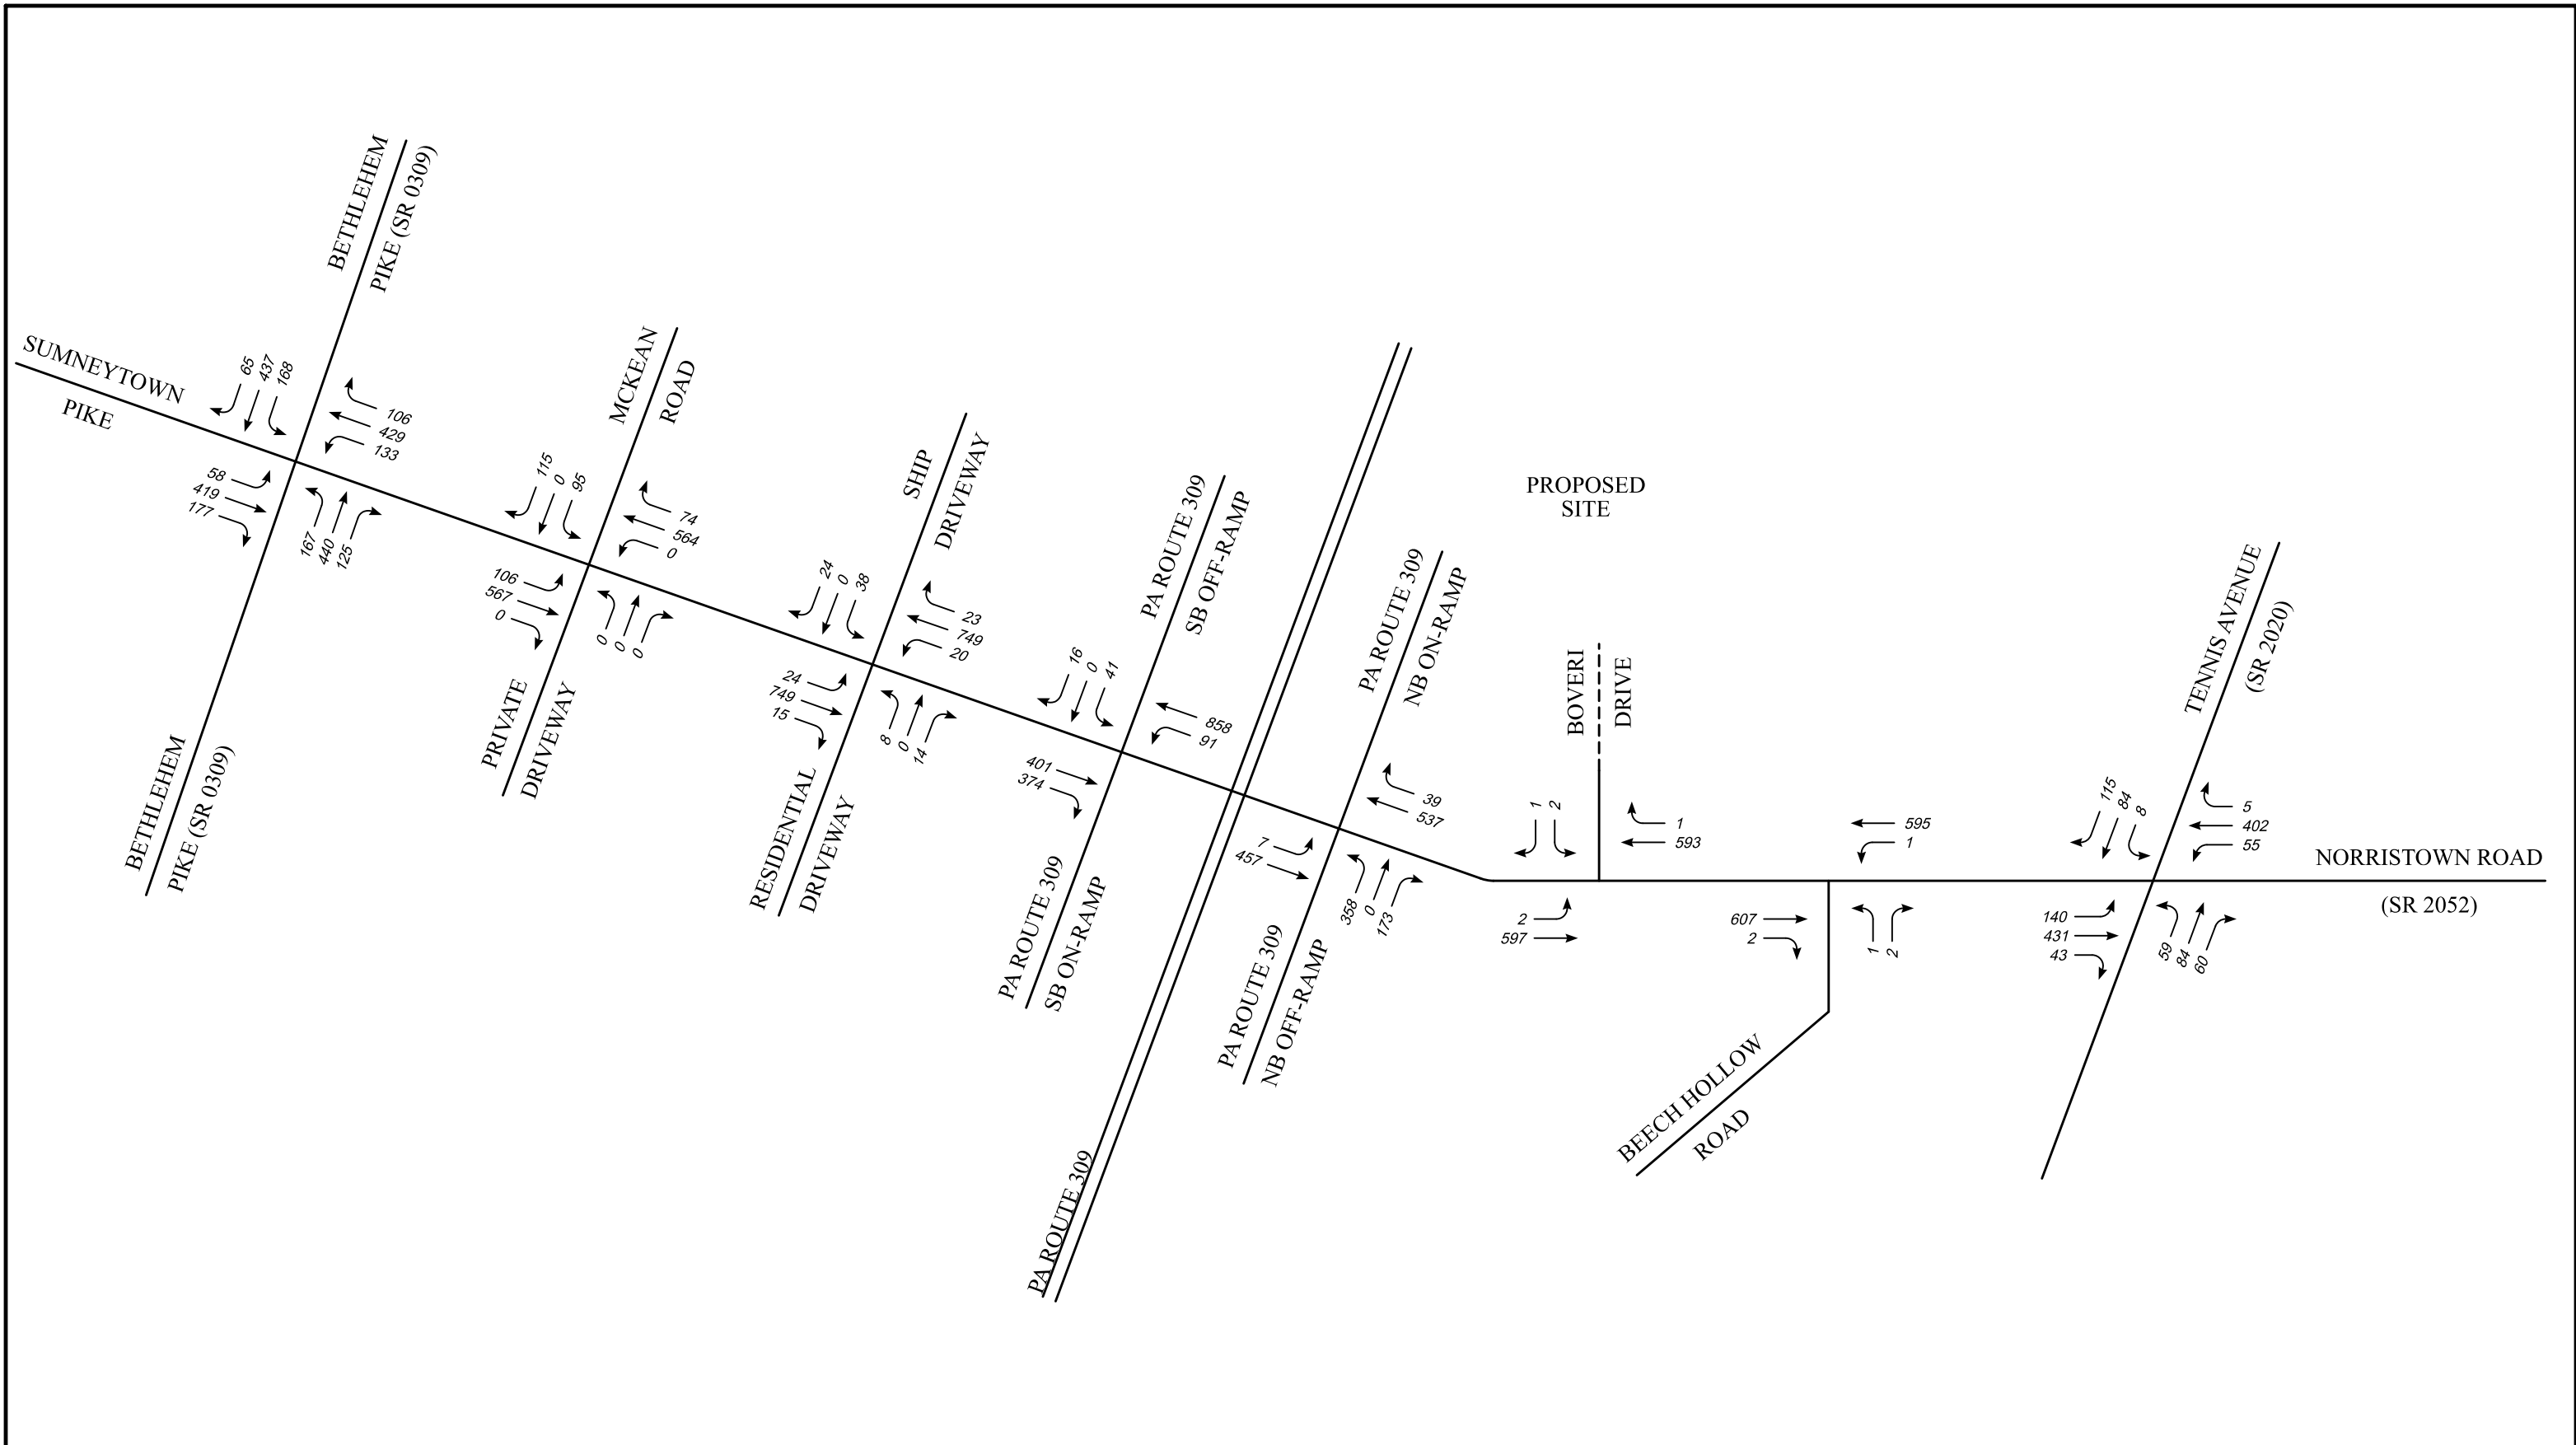 BETHLEHEM
PIKE (SR 0309)
SUMNEYTOWN
PIKE
65
437
168
106
429
133
58
419
177
167
440
125
BETHLEHEM
PIKE (SR 0309)
MCKEAN
ROAD
115
0
95
74
564
0
106
567
0
0
0
0
PRIVATE
DRIVEWAY
SHIP
DRIVEWAY
24
0
38
23
749
20
24
749
15
8
0
14
RESIDENTIAL
DRIVEWAY
PA ROUTE 309
SB OFF-RAMP
16
0
41
858
91
401
374
PA ROUTE 309
SB ON-RAMP
PA ROUTE 309
PA ROUTE 309
NB ON-RAMP
39
537
7
457
358
0
173
PA ROUTE 309
NB OFF-RAMP
PROPOSED
SITE
BOVERI
DRIVE
1
2
1
593
2
597
595
1
607
2
1
2
BEECH HOLLOW
ROAD
TENNIS AVENUE
(SR 2020)
115
84
8
5
402
55
140
431
43
59
84
60
NORRISTOWN ROAD
(SR 2052)